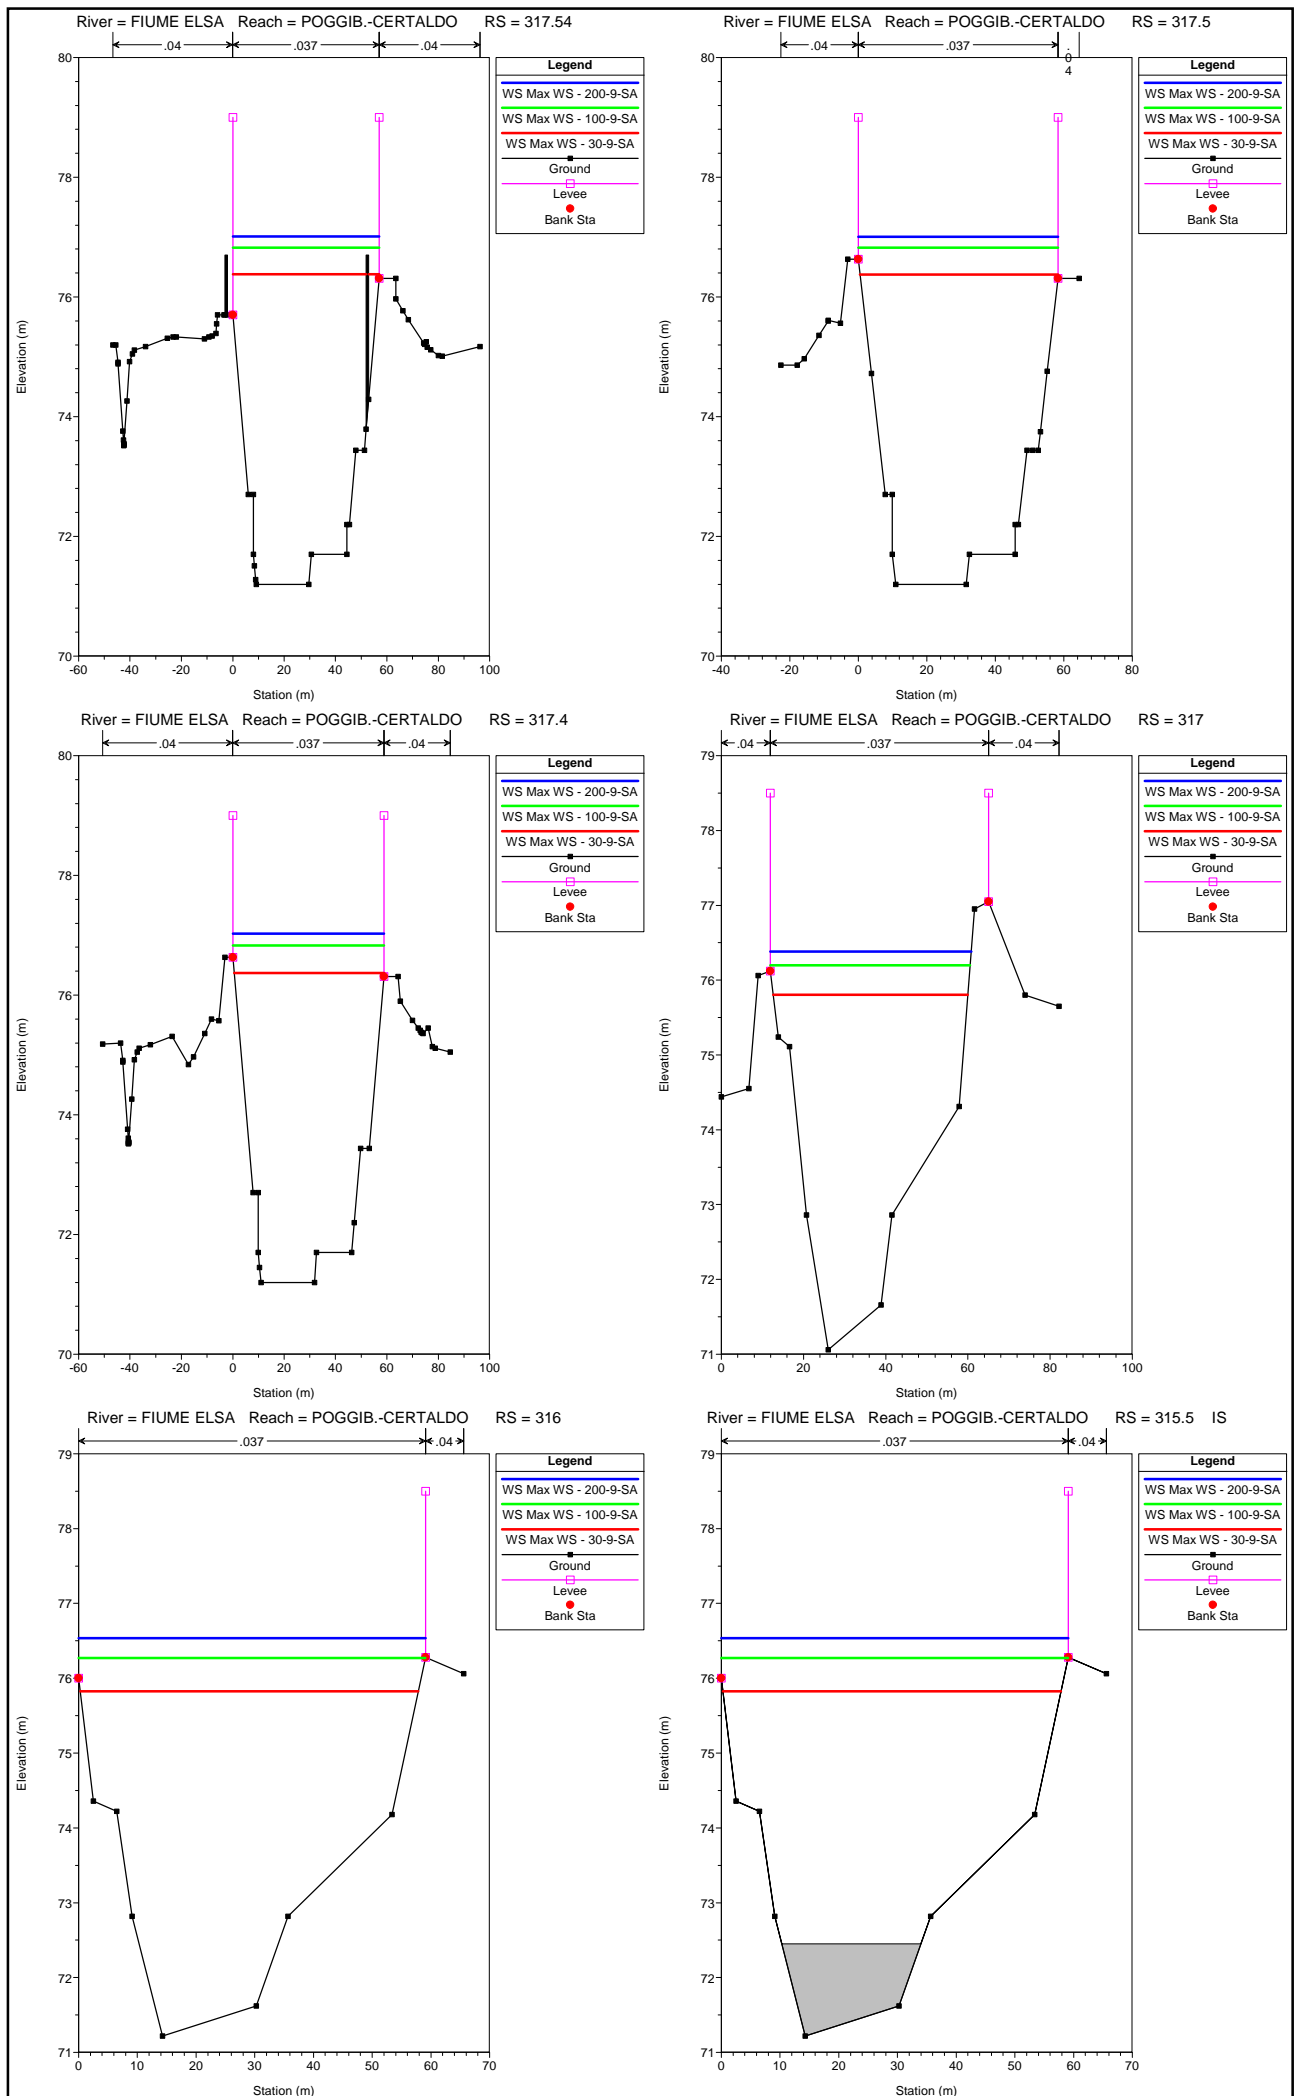 River = FIUME ELSA Reach = POGGIB.-CERTALDO RS = 317.54
.04 .037 .04
Legend
WS Max WS - 200-9-SA
WS Max WS - 100-9-SA
WS Max WS - 30-9-SA
Ground
Levee
Bank Sta
80
78
76
74
72
70
Elevation (m)
-60 -40 -20 0 20 40 60 80 100
Station (m)
River = FIUME ELSA Reach = POGGIB.-CERTALDO RS = 317.5
.04 .037 .04
Legend
WS Max WS - 200-9-SA
WS Max WS - 100-9-SA
WS Max WS - 30-9-SA
Ground
Levee
Bank Sta
80
78
76
74
72
70
Elevation (m)
-40 -20 0 20 40 60 80
Station (m)
River = FIUME ELSA Reach = POGGIB.-CERTALDO RS = 317.4
.04 .037 .04
Legend
WS Max WS - 200-9-SA
WS Max WS - 100-9-SA
WS Max WS - 30-9-SA
Ground
Levee
Bank Sta
80
78
76
74
72
70
Elevation (m)
-60 -40 -20 0 20 40 60 80 100
Station (m)
River = FIUME ELSA Reach = POGGIB.-CERTALDO RS = 317
.04 .037 .04
Legend
WS Max WS - 200-9-SA
WS Max WS - 100-9-SA
WS Max WS - 30-9-SA
Ground
Levee
Bank Sta
79
78
77
76
75
74
73
72
71
Elevation (m)
0 20 40 60 80 100
Station (m)
River = FIUME ELSA Reach = POGGIB.-CERTALDO RS = 316
.037 .04
Legend
WS Max WS - 200-9-SA
WS Max WS - 100-9-SA
WS Max WS - 30-9-SA
Ground
Levee
Bank Sta
79
78
77
76
75
74
73
72
71
Elevation (m)
0 10 20 30 40 50 60 70
Station (m)
River = FIUME ELSA Reach = POGGIB.-CERTALDO RS = 315.5 IS
.037 .04
Legend
WS Max WS - 200-9-SA
WS Max WS - 100-9-SA
WS Max WS - 30-9-SA
Ground
Levee
Bank Sta
79
78
77
76
75
74
73
72
71
Elevation (m)
0 10 20 30 40 50 60 70
Station (m)